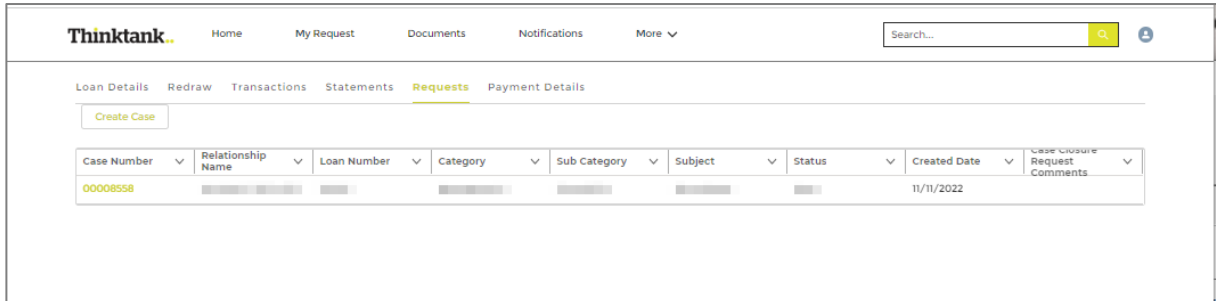 Thinktank.. Home My Request Documents Notifications More Search...
Loan Details Redraw Transactions Statements Requests Payment Details
Create Case
Case Number Relationship Name Loan Number Category Sub Category Subject Status Created Date Case Closure Request Comments
00008558 11/11/2022